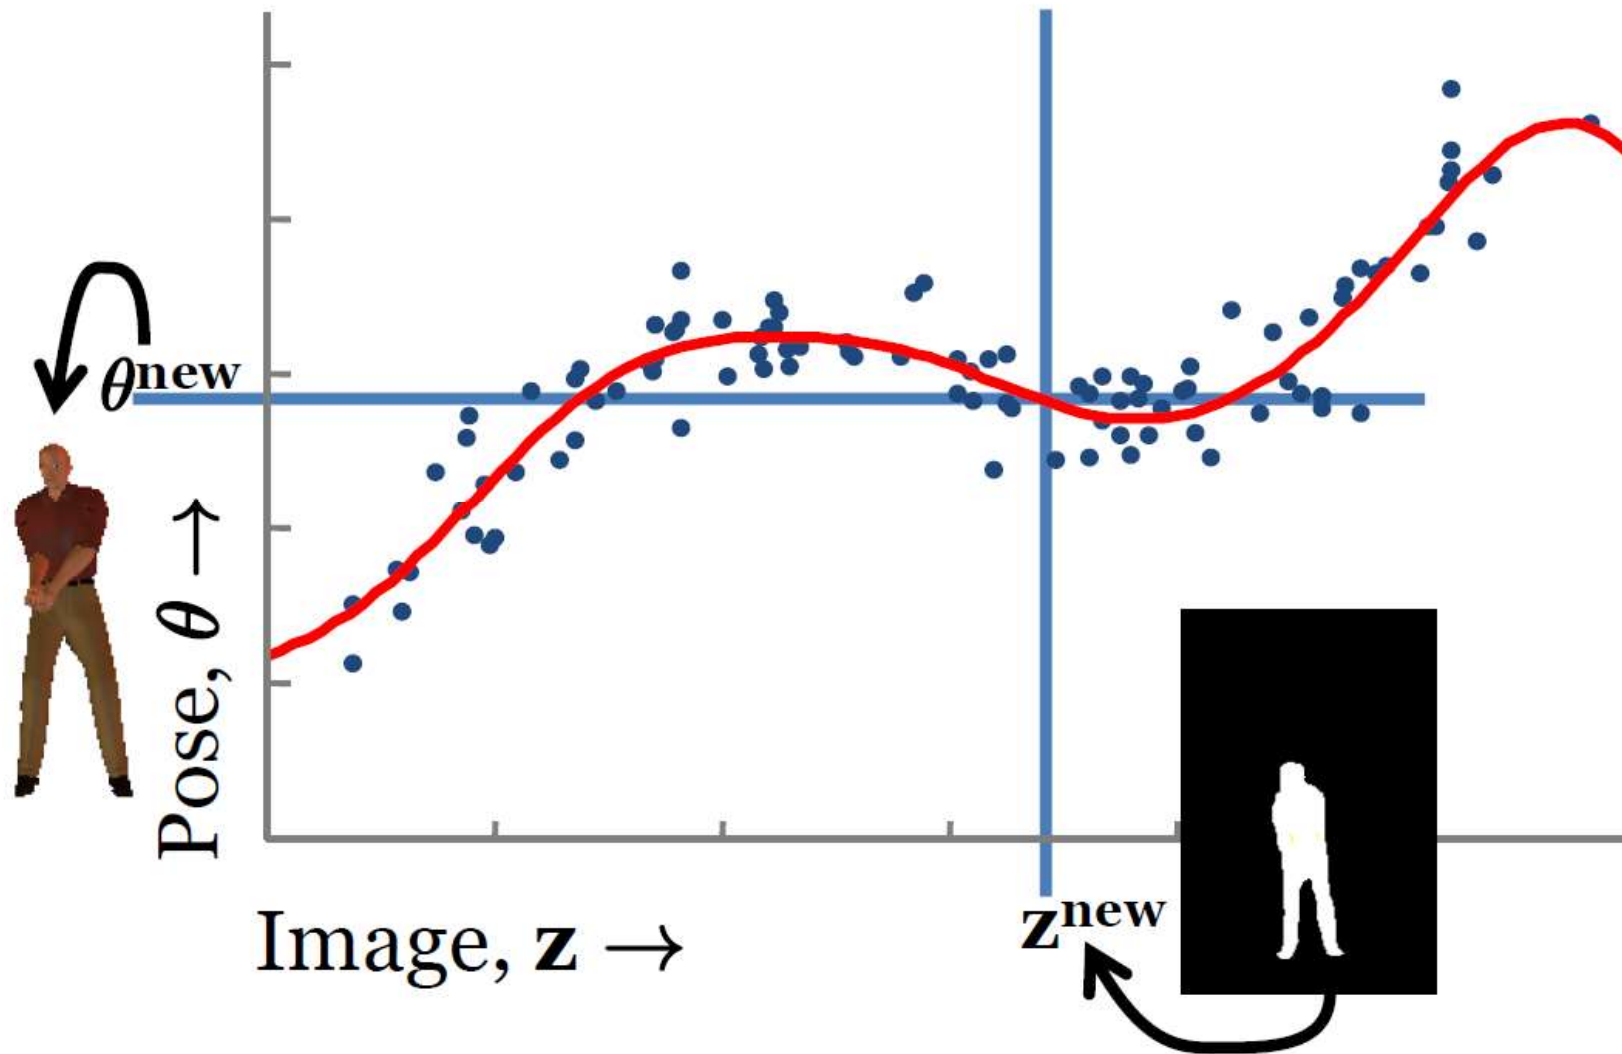 θnew
Pose, θ →
Image, z →
znew